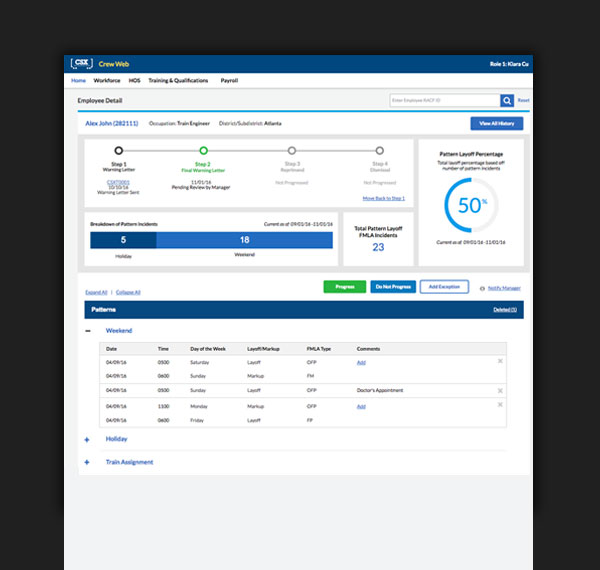 CSX Crew Web Role 1: Kiara Cu
Home Workforce HOS Training & Qualifications Payroll
Employee Detail Enter Employee RACF ID Reset
Alex John (282111) Occupation: Train Engineer District/Subdistrict: Atlanta View All History
Step 1 Step 2 Step 3 Step 4
Warning Letter Final Warning Letter Reprimand Dismissal
CSXT0001 11/01/16 Not Progressed Not Progressed
10/10/16 Pending Review by Manager
Warning Letter Sent
Move Back to Step 1
Pattern Layoff Percentage
Total layoff percentage based off
number of pattern incidents
50%
Current as of 09/01/16 -11/01/16
Breakdown of Pattern Incidents Current as of 09/01/16 -11/01/16
5 18
Holiday Weekend
Total Pattern Layoff
FMLA Incidents
23
Expand All | Collapse All Progress Do Not Progress Add Exception Notify Manager
Patterns Deleted (1)
Weekend
Date Time Day of the Week Layoff/Markup FMLA Type Comments
04/09/16 0500 Saturday Layoff OFP Add
04/09/16 0600 Sunday Markup FM
04/09/16 0500 Sunday Layoff OFP Doctor's Appointment
04/09/16 1100 Monday Markup OFP Add
04/09/16 0600 Friday Layoff FP
Holiday
Train Assignment